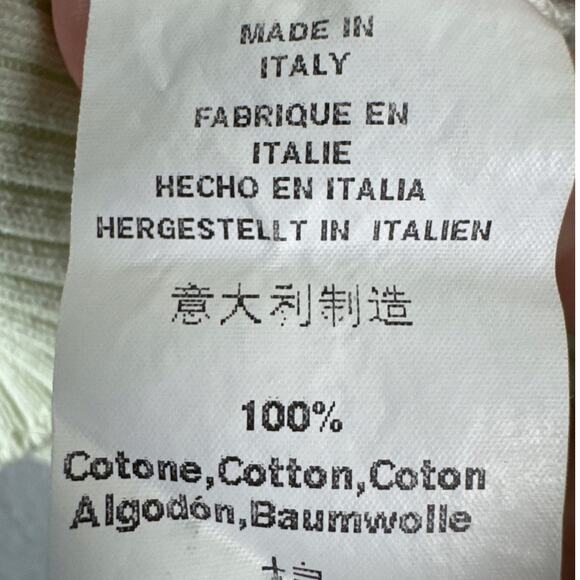 MADE IN
ITALY
FABRIQUE EN
ITALIE
HECHO EN ITALIA
HERGESTELLT IN ITALIEN
意大利制造
100%
Cotone,Cotton,Coton
Algodón,Baumwolle